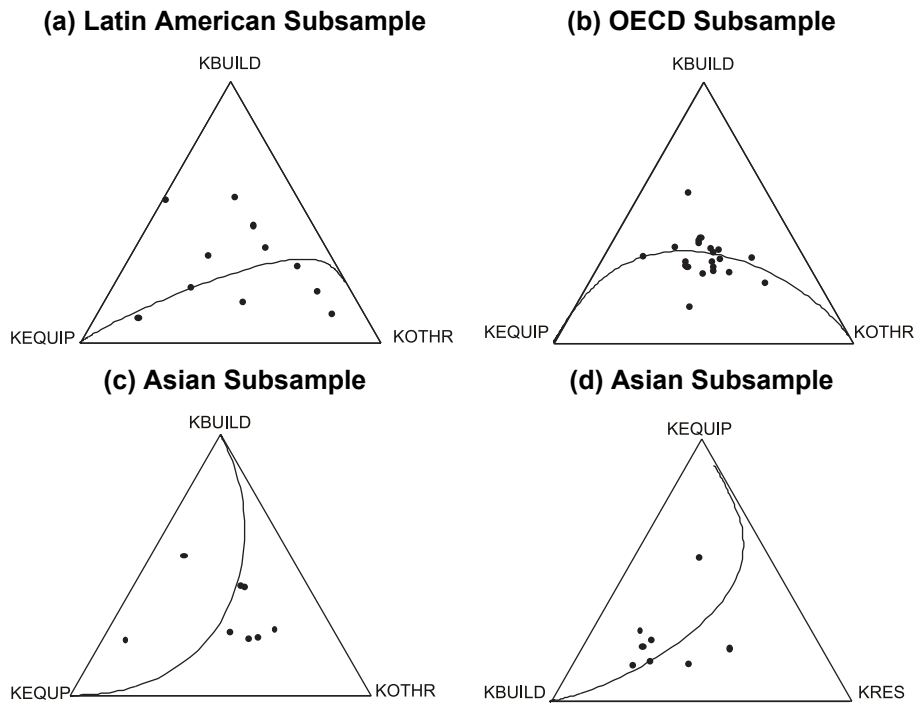 (a) Latin American Subsample
(b) OECD Subsample
KBUILD
KBUILD
KEQUIP
KOTHR
KEQUIP
KOTHR
(c) Asian Subsample
(d) Asian Subsample
KBUILD
KEQUIP
KEQUP
KOTHR
KBUILD
KRES